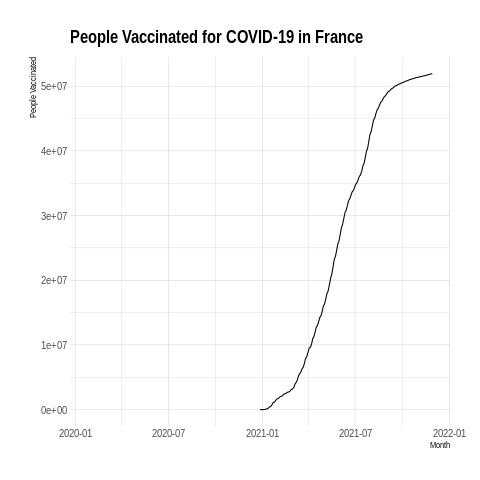 People Vaccinated for COVID-19 in France
People Vaccinated
5e+07
4e+07
3e+07
2e+07
1e+07
0e+00
2020-01 2020-07 2021-01 2021-07 2022-01
Month